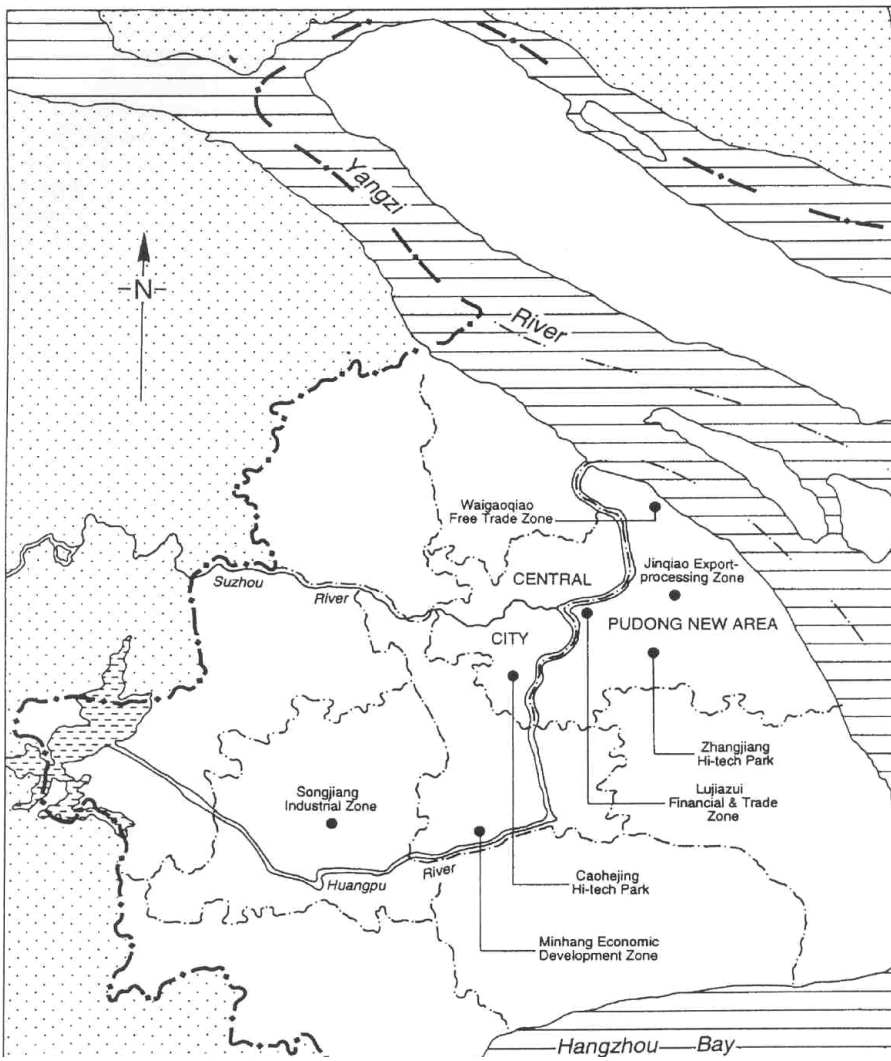 Yangzi
-N-
River
Waigaoqiao
Free Trade Zone
CENTRAL
Jinqiao Export-
processing Zone
Suzhou
River
CITY
PUDONG NEW AREA
Zhangjiang
Hi-tech Park
Songjiang
Industrial Zone
Lujiazui
Financial & Trade
Zone
Huangpu
River
Caohejing
Hi-tech Park
Minhang Economic
Development Zone
Hangzhou Bay